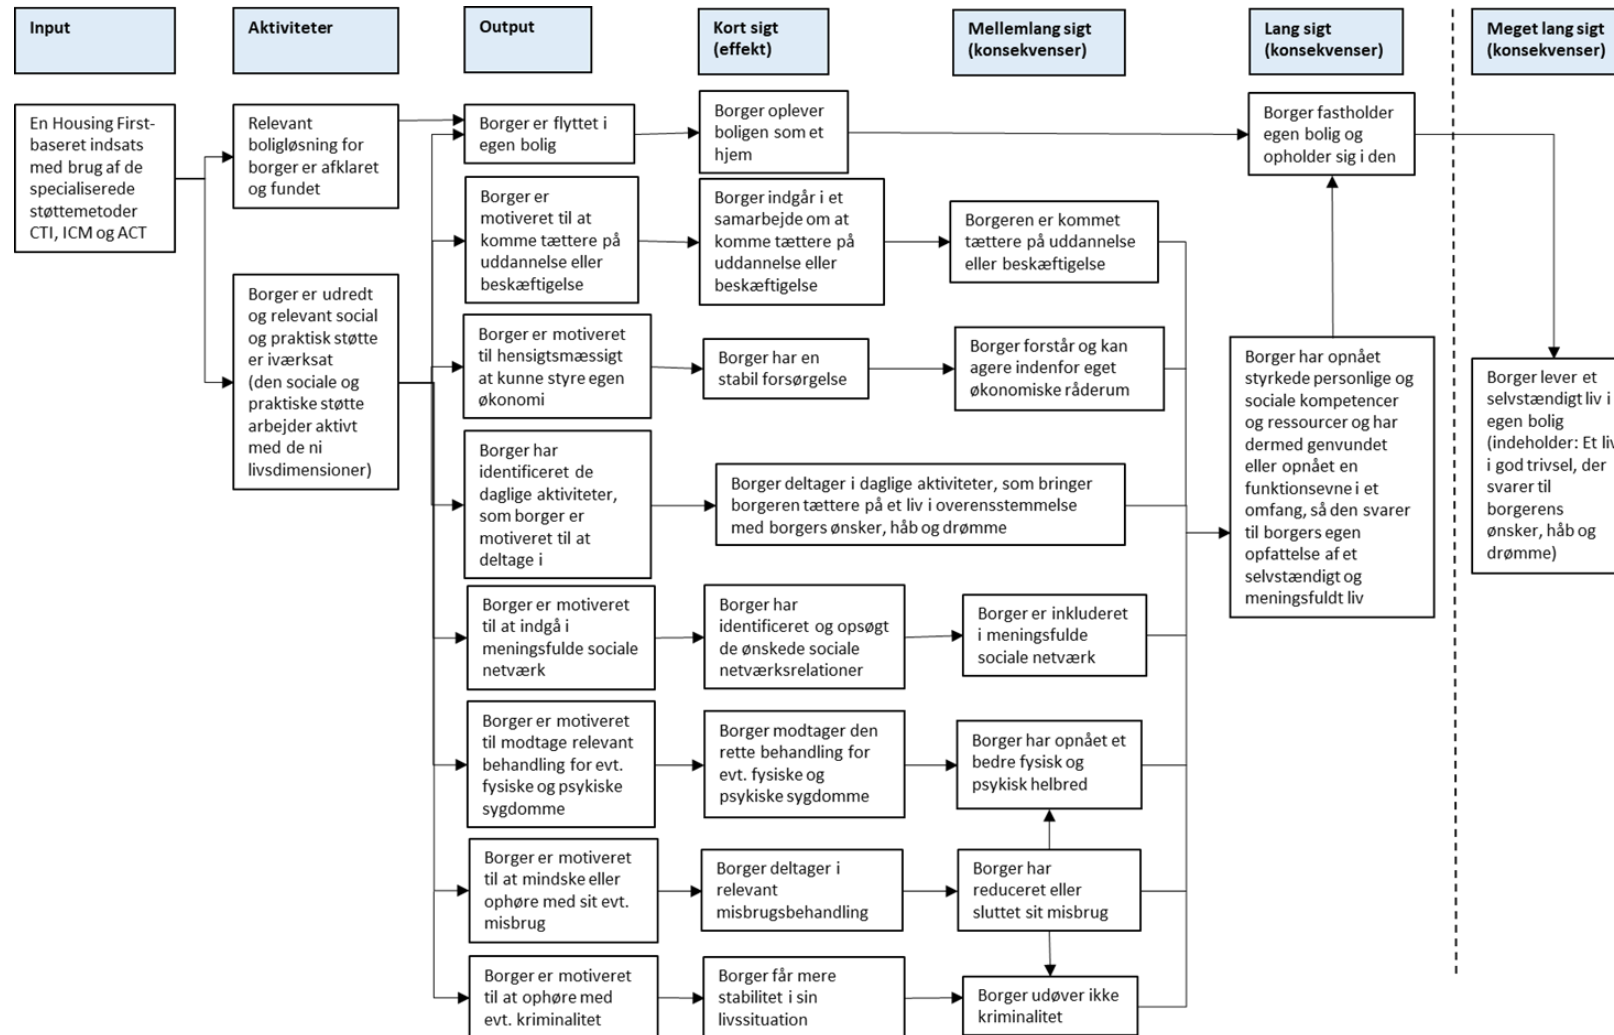 Input
Aktiviteter
Output
Kort sigt
(effekt)
Mellemlang sigt
(konsekvenser)
Lang sigt
(konsekvenser)
Meget lang sigt
(konsekvenser)
En Housing First-
baseret indsats
med brug af de
specialiserede
støttemetoder
CTI, ICM og ACT
Relevant
boligløsning for
borger er afklaret
og fundet
Borger er udredt
og relevant social
og praktisk støtte
er iværksat
(den sociale og
praktiske støtte
arbejder aktivt
med de ni
livsdimensioner)
Borger er flyttet i
egen bolig
Borger oplever
boligen som et
hjem
Borger fastholder
egen bolig og
opholder sig i den
Borger er
motiveret til at
komme tættere på
uddannelse eller
beskæftigelse
Borger indgår i et
samarbejde om at
komme tættere på
uddannelse eller
beskæftigelse
Borgeren er kommet
tættere på uddannelse
eller beskæftigelse
Borger er motiveret
til hensigtsmæssigt
at kunne styre egen
økonomi
Borger har en
stabil forsørgelse
Borger forstår og kan
agere indenfor eget
økonomiske råderum
Borger har
identificeret de
daglige aktiviteter,
som borger er
motiveret til at
deltage i
Borger deltager i daglige aktiviteter, som bringer
borgeren tættere på et liv i overensstemmelse
med borgers ønsker, håb og drømme
Borger er motiveret
til at indgå i
meningsfulde sociale
netværk
Borger har
identificeret og opsøgt
de ønskede sociale
netværksrelationer
Borger er inkluderet
i meningsfulde
sociale netværk
Borger er motiveret
til modtage relevant
behandling for evt.
fysiske og psykiske
sygdomme
Borger modtager den
rette behandling for
evt. fysiske og
psykiske sygdomme
Borger har opnået et
bedre fysisk og
psykisk helbred
Borger er motiveret
til at mindske eller
ophøre med sit evt.
misbrug
Borger deltager i
relevant
misbrugsbehandling
Borger har
reduceret eller
sluttet sit misbrug
Borger er motiveret
til at ophøre med
evt. kriminalitet
Borger får mere
stabilitet i sin
livssituation
Borger udøver ikke
kriminalitet
Borger har opnået
styrkede personlige og
sociale kompetencer
og ressourcer og har
dermed genvundet
eller opnået en
funktionsevne i et
omfang, så den svarer
til borgers egen
opfattelse af et
selvstændigt og
meningsfuldt liv
Borger lever et
selvstændigt liv i
egen bolig
(indeholder: Et liv
i god trivsel, der
svarer til
borgerens
ønsker, håb og
drømme)